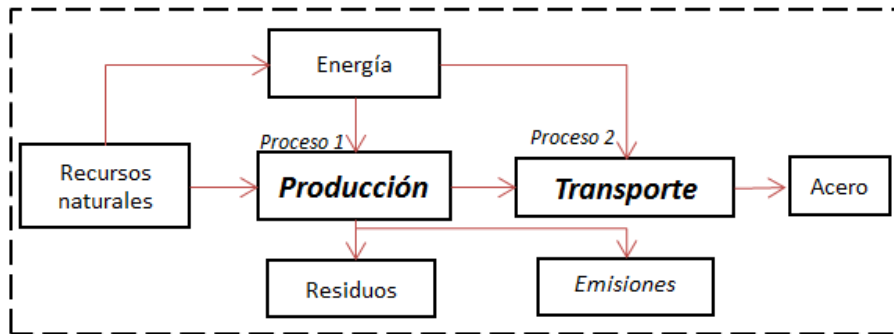 Energía
Proceso 1
Proceso 2
Recursos
naturales
Producción
Transporte
Acero
Residuos
Emisiones